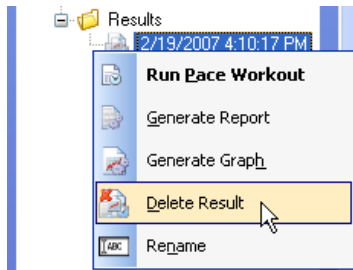 Results
2/19/2007 4:10:17 PM
Run Pace Workout
Generate Report
Generate Graph
Delete Result
ABC Rename